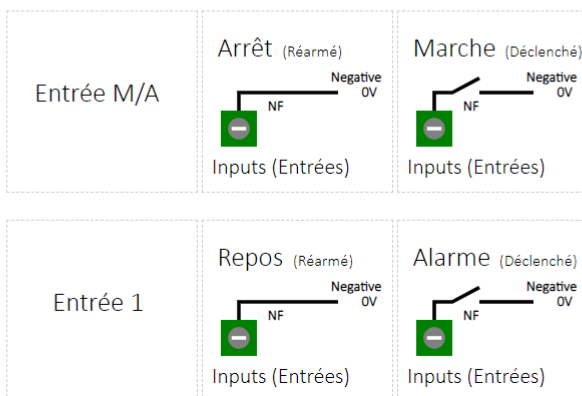 Entrée M/A
Arrêt (Réarmé)
Negative
0V
NF
Inputs (Entrées)
Marche (Déclenché)
Negative
0V
NF
Inputs (Entrées)
Entrée 1
Repos (Réarmé)
Negative
0V
NF
Inputs (Entrées)
Alarme (Déclenché)
Negative
0V
NF
Inputs (Entrées)